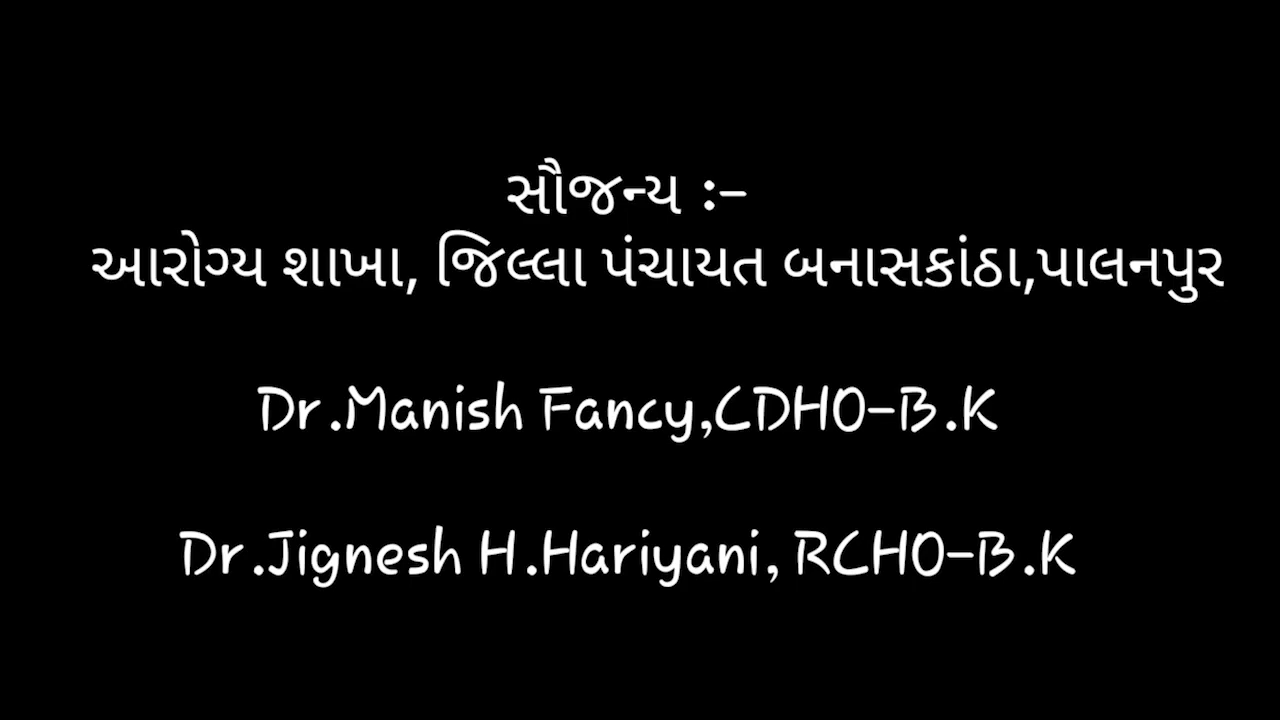 સૌજન્ય :-
આરોગ્ય શાખા, જિલ્લા પંચાયત બનાસકાંઠા,પાલનપુર
Dr.Manish Fancy,CDHO-B.K
Dr.Jignesh H.Hariyani, RCHO-B.K